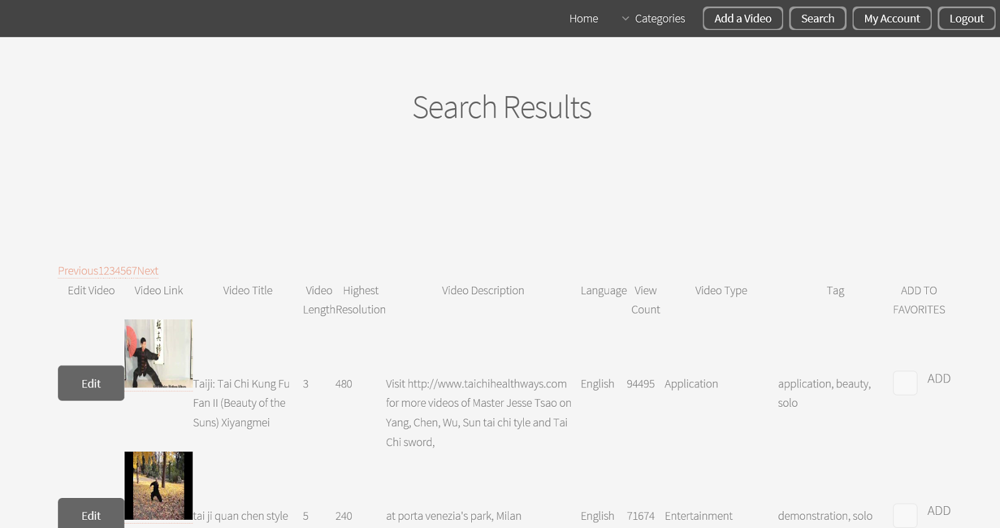 Home Categories Add a Video Search My Account Logout
Search Results
Previous1234567Next
Edit Video Video Link Video Title Video Length Highest Resolution Video Description Language View Count Video Type Tag ADD TO FAVORITES
Edit Taiji: Tai Chi Kung Fu 3 480 Visit http://www.taichihealthways.com English 94495 Application application, beauty, ADD
Fan II (Beauty of the for more videos of Master Jesse Tsao on solo
Suns) Xiyangmei Yang, Chen, Wu, Sun tai chi tyle and Tai
Chi sword,
Edit tai ji quan chen style 5 240 at porta venezia's park, Milan English 71674 Entertainment demonstration, solo ADD